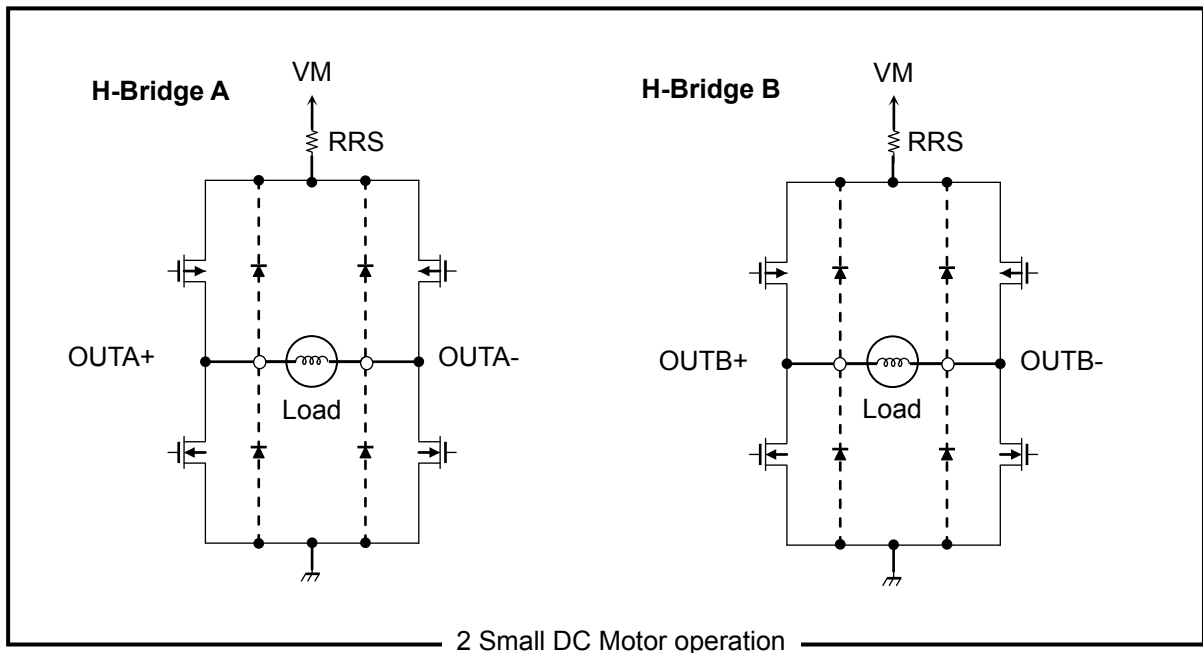 H-Bridge A
VM
RRS
OUTA+
OUTA-
Load
H-Bridge B
VM
RRS
OUTB+
OUTB-
Load
2 Small DC Motor operation